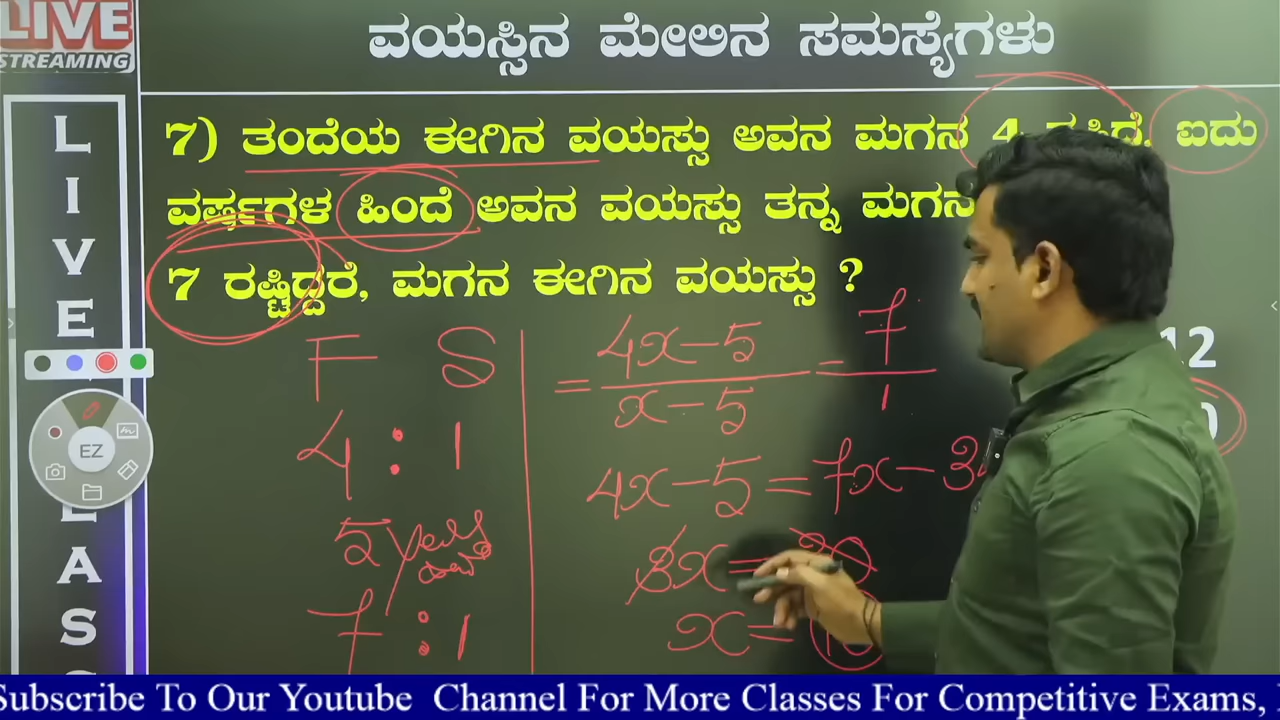 LIVE
STREAMING
ವಯಸ್ಸಿನ ಮೇಲಿನ ಸಮಸ್ಯೆಗಳು
L
I
V
E
A
S
7) ತಂದೆಯ ಈಗಿನ ವಯಸ್ಸು ಅವನ ಮಗನ 4 ಐದು
ವರ್ಷಗಳ ಹಿಂದೆ ಅವನ ವಯಸ್ಸು ತನ್ನ ಮಗನ
7 ರಷ್ಟಿದ್ದರೆ, ಮಗನ ಈಗಿನ ವಯಸ್ಸು ?
12
EZ
F S
4 : 1
5 years
7 : 1
= 4x-5 / x-5 = 7 / 1
4x-5 = 7x-
3x = 30
x = 10
Subscribe To Our Youtube Channel For More Classes For Competitive Exams,